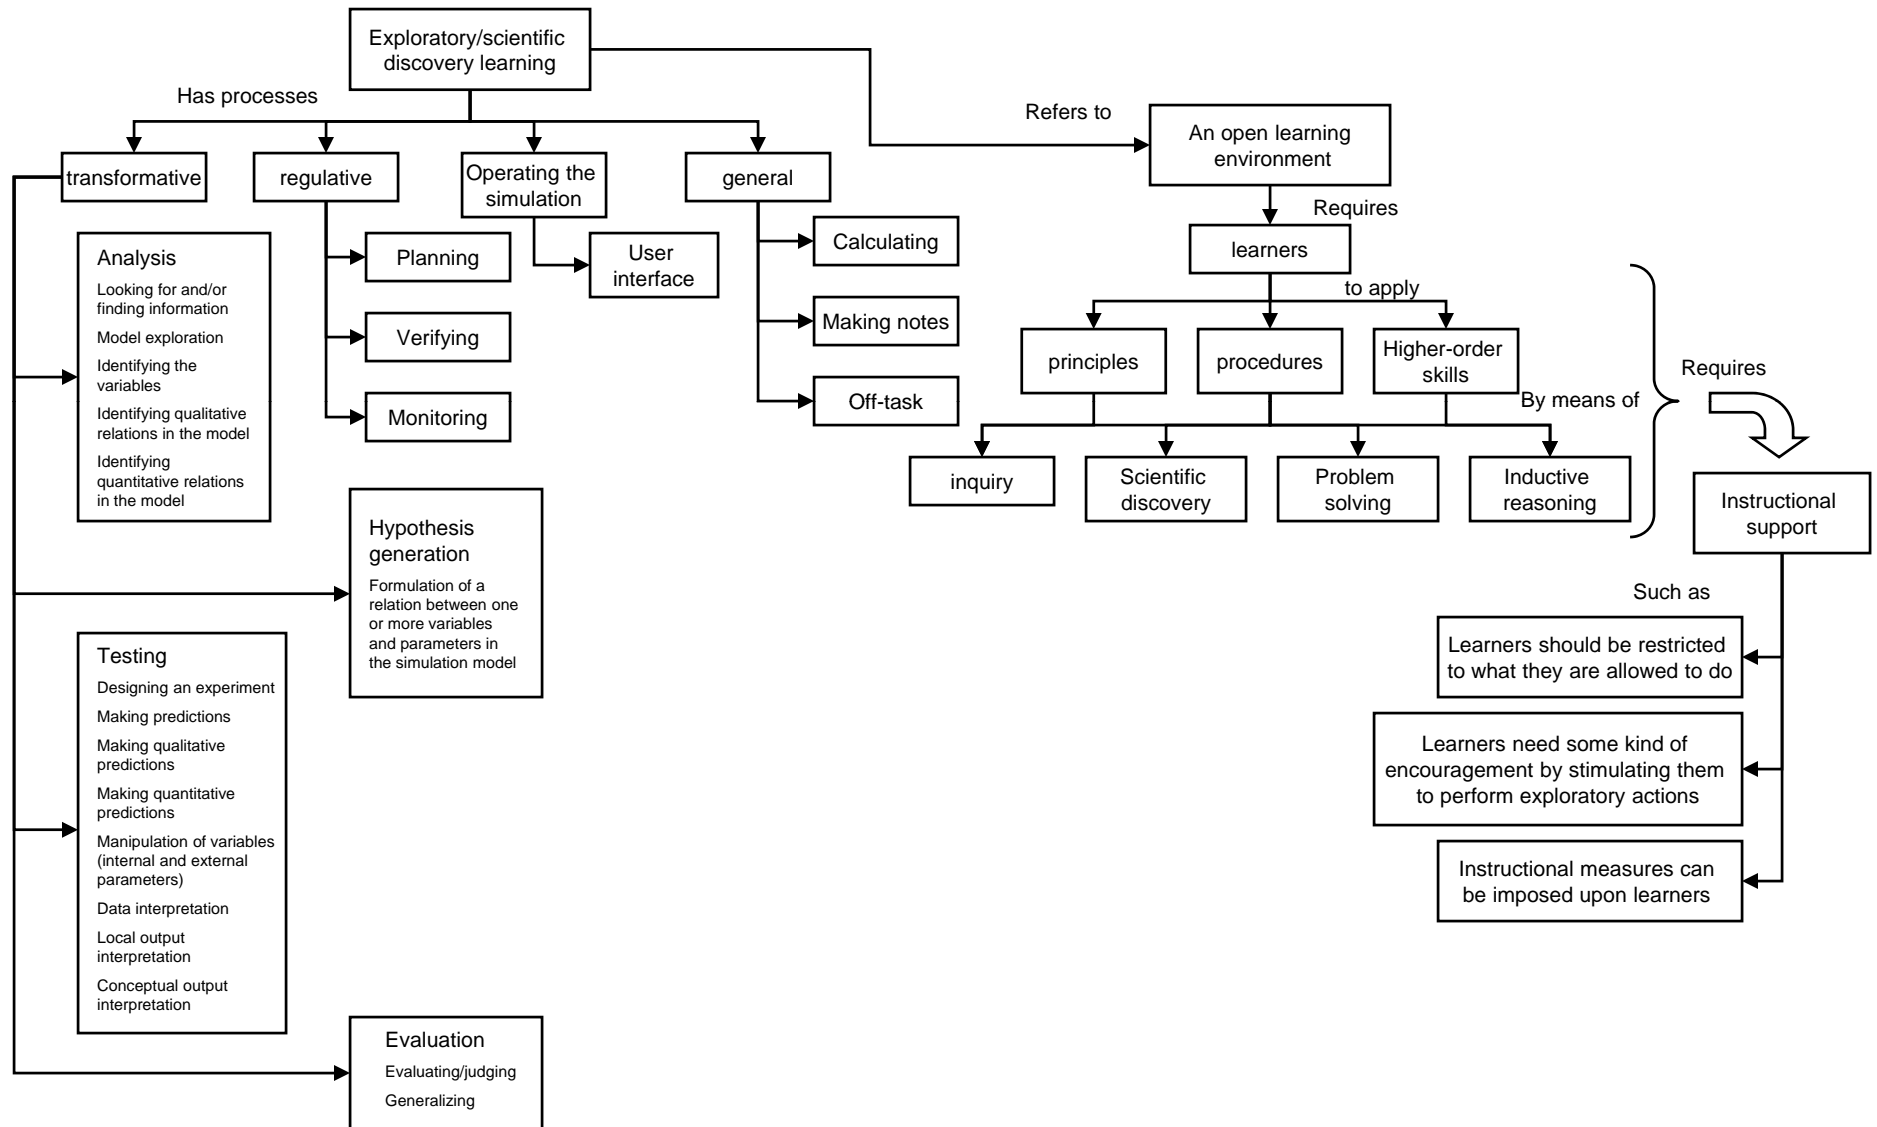 Exploratory/scientific
discovery learning
Has processes
Refers to
An open learning
environment
transformative
regulative
Operating the
simulation
general
Requires
learners
Analysis
Looking for and/or
finding information
Model exploration
Identifying the
variables
Identifying qualitative
relations in the model
Identifying
quantitative relations
in the model
Planning
Verifying
Monitoring
User
interface
Calculating
Making notes
Off-task
to apply
principles
procedures
Higher-order
skills
By means of
inquiry
Scientific
discovery
Problem
solving
Inductive
reasoning
Requires
Instructional
support
Hypothesis
generation
Formulation of a
relation between one
or more variables
and parameters in
the simulation model
Such as
Learners should be restricted
to what they are allowed to do
Learners need some kind of
encouragement by stimulating them
to perform exploratory actions
Instructional measures can
be imposed upon learners
Testing
Designing an experiment
Making predictions
Making qualitative
predictions
Making quantitative
predictions
Manipulation of variables
(internal and external
parameters)
Data interpretation
Local output
interpretation
Conceptual output
interpretation
Evaluation
Evaluating/judging
Generalizing